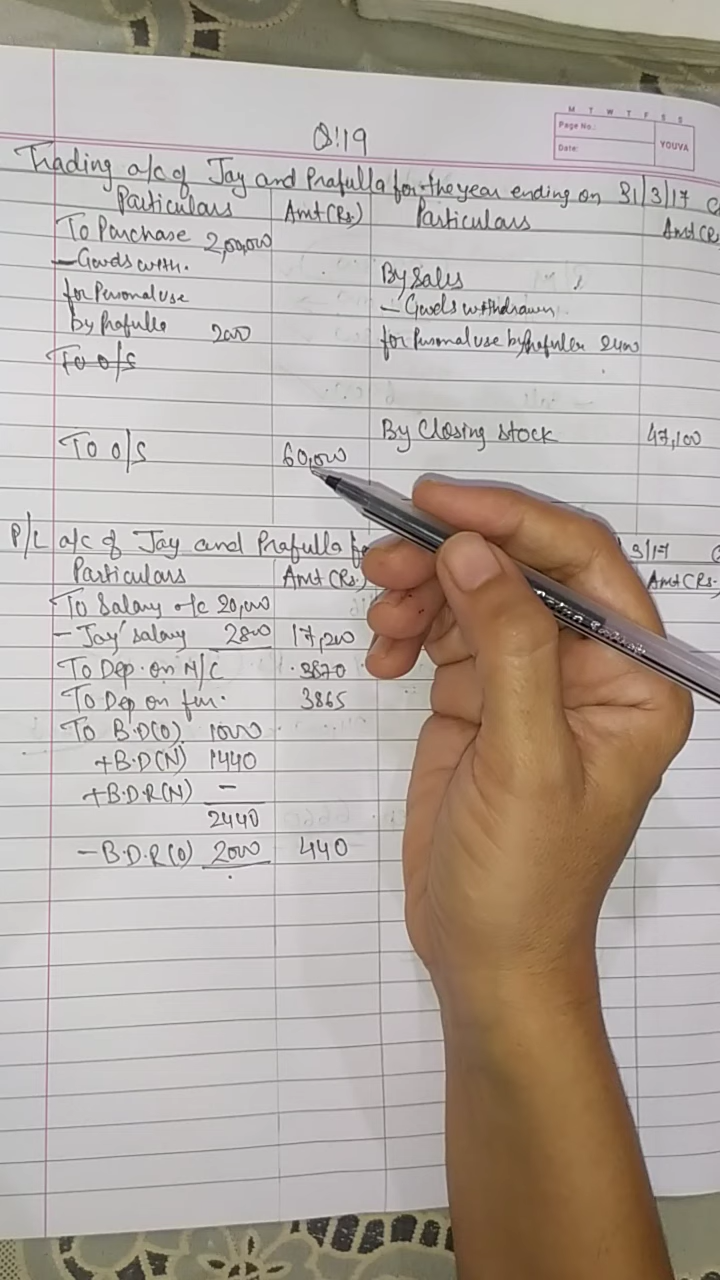 M T W T F S S
Page No.:
Date:
YOUVA
Q:19
Trading a/c of Jay and Prafulla for the year ending on 31/3/17
Particulars Amt(Rs.) Particulars Amt(R
To Purchase 2,00,000
- Goods with.
By Sales
for Personal use
- Goods withdrawn
by Prafulla 2000
for Personal use by Prafulla 2400
To O/S
By Closing stock 47,100
To O/S 60,000
P/L a/c of Jay and Prafulla 3/17
Particulars Amt(Rs.) Amt(Rs.
To Salary a/c 20,000
- Jay' salary 2800 17,200
To Dep. on M/C 3870
To Dep on fur. 3865
To B.D(O) 1000
+B.D(N) 1440
+B.D.R(N) -
2440
- B.D.R(O) 2000 440